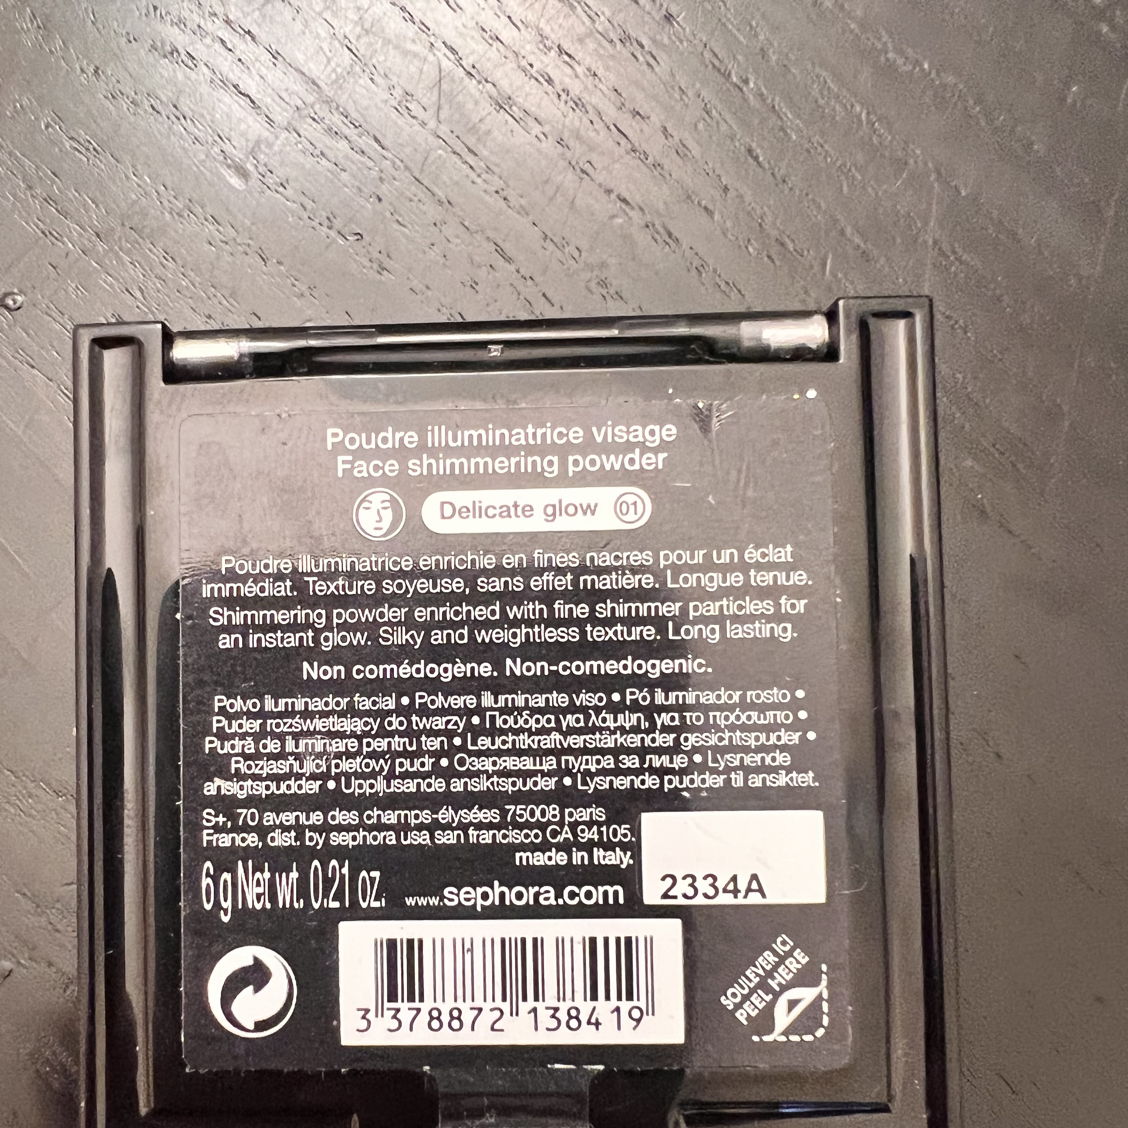 Poudre illuminatrice visage
Face shimmering powder
Delicate glow 01
Poudre illuminatrice enrichie en fines nacres pour un éclat
immédiat. Texture soyeuse, sans effet matière. Longue tenue.
Shimmering powder enriched with fine shimmer particles for
an instant glow. Silky and weightless texture. Long lasting.
Non comédogène. Non-comedogenic.
Polvo iluminador facial • Polvere illuminante viso • Pó iluminador rosto •
Puder rozświetlający do twarzy • Πούδρα για λάμψη, για το πρόσωπο •
Pudră de iluminare pentru ten • Leuchtkraftverstärkender gesichtspuder •
Rozjasňující pleťový pudr • Озаряваща пудра за лице • Lysnende
ansigtspudder • Uppljusande ansiktspuder • Lysnende pudder til ansiktet.
S+, 70 avenue des champs-élysées 75008 paris
France, dist. by sephora usa san francisco CA 94105.
made in Italy.
6 g Net wt. 0.21 oz. www.sephora.com
2334A
3 378872 138419
SOULEVER ICI
PEEL HERE